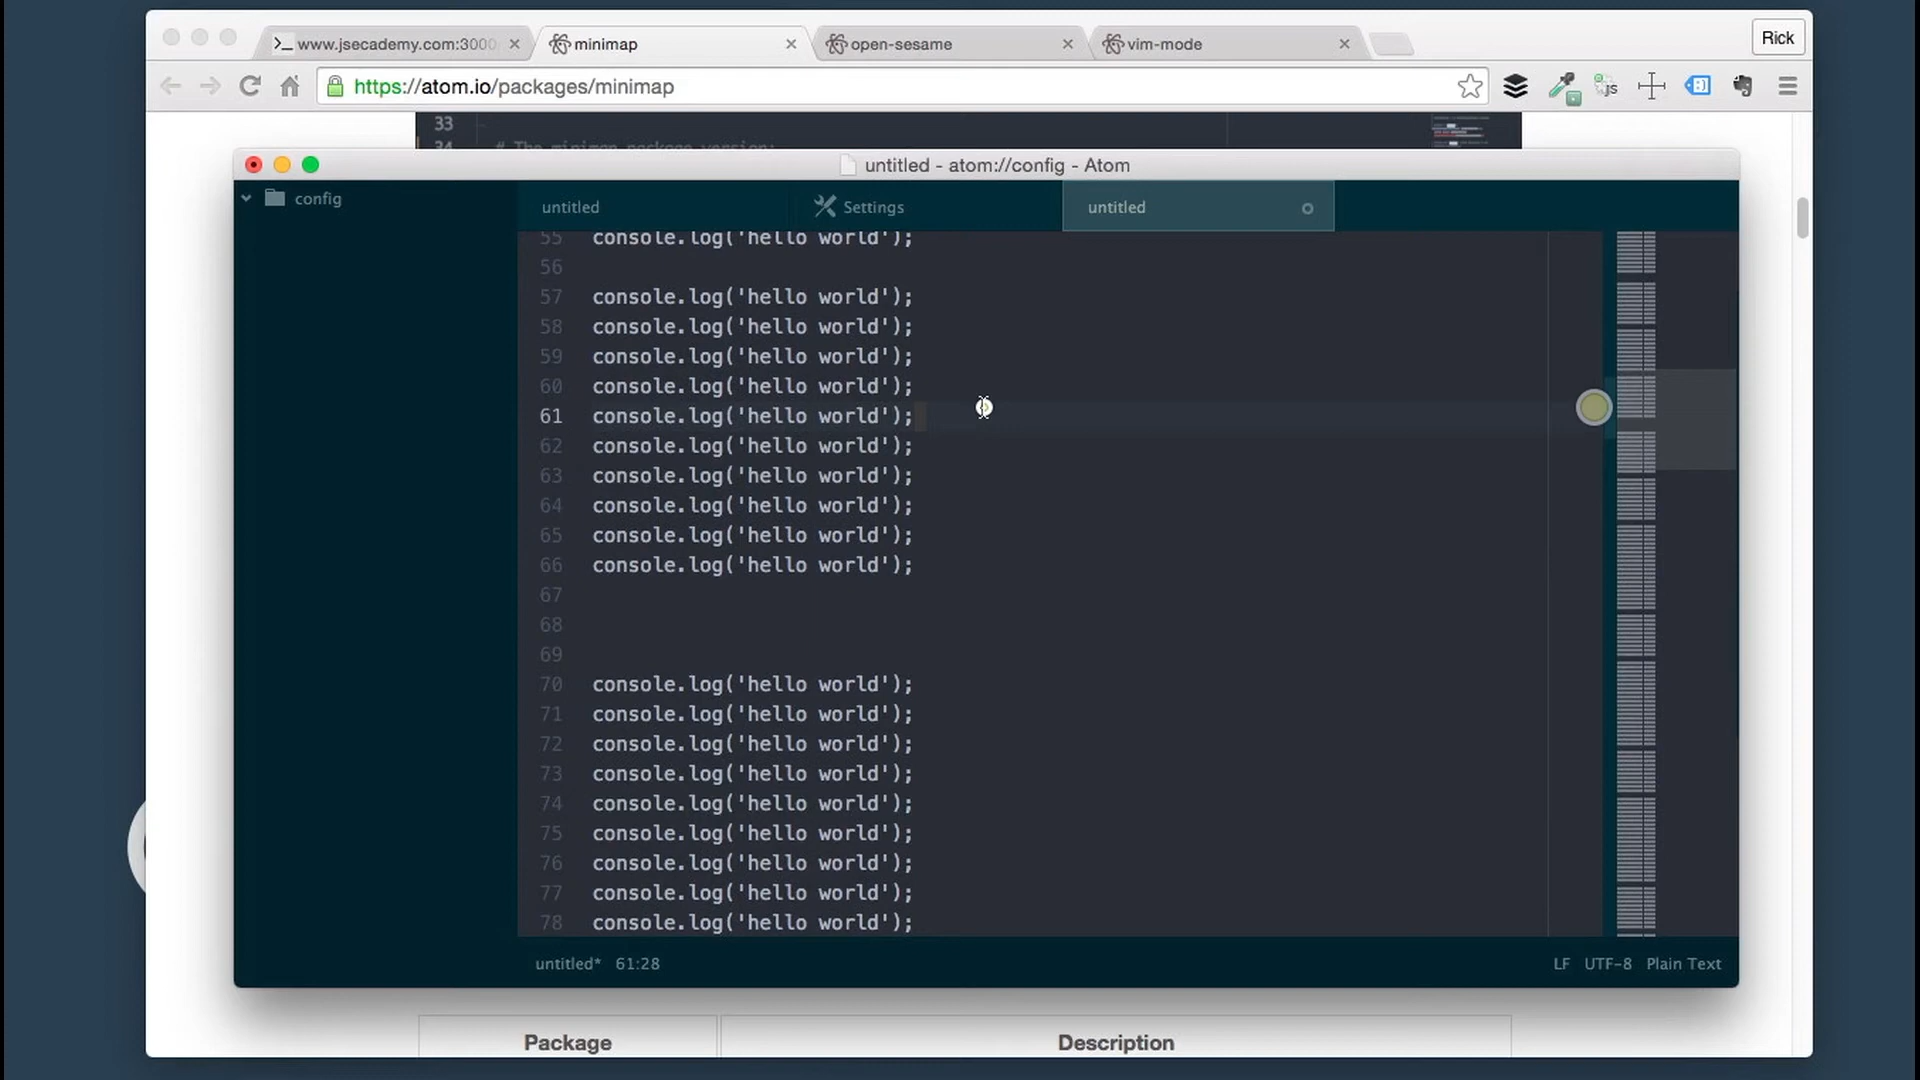 www.jsecademy.com:3000
minimap
open-sesame
vim-mode
Rick
https://atom.io/packages/minimap
js
33
34 # The minimap package version:
untitled - atom://config - Atom
config
untitled
Settings
untitled
55 console.log('hello world');
56
57 console.log('hello world');
58 console.log('hello world');
59 console.log('hello world');
60 console.log('hello world');
61 console.log('hello world');
62 console.log('hello world');
63 console.log('hello world');
64 console.log('hello world');
65 console.log('hello world');
66 console.log('hello world');
67
68
69
70 console.log('hello world');
71 console.log('hello world');
72 console.log('hello world');
73 console.log('hello world');
74 console.log('hello world');
75 console.log('hello world');
76 console.log('hello world');
77 console.log('hello world');
78 console.log('hello world');
untitled* 61:28
LF UTF-8 Plain Text
Package
Description